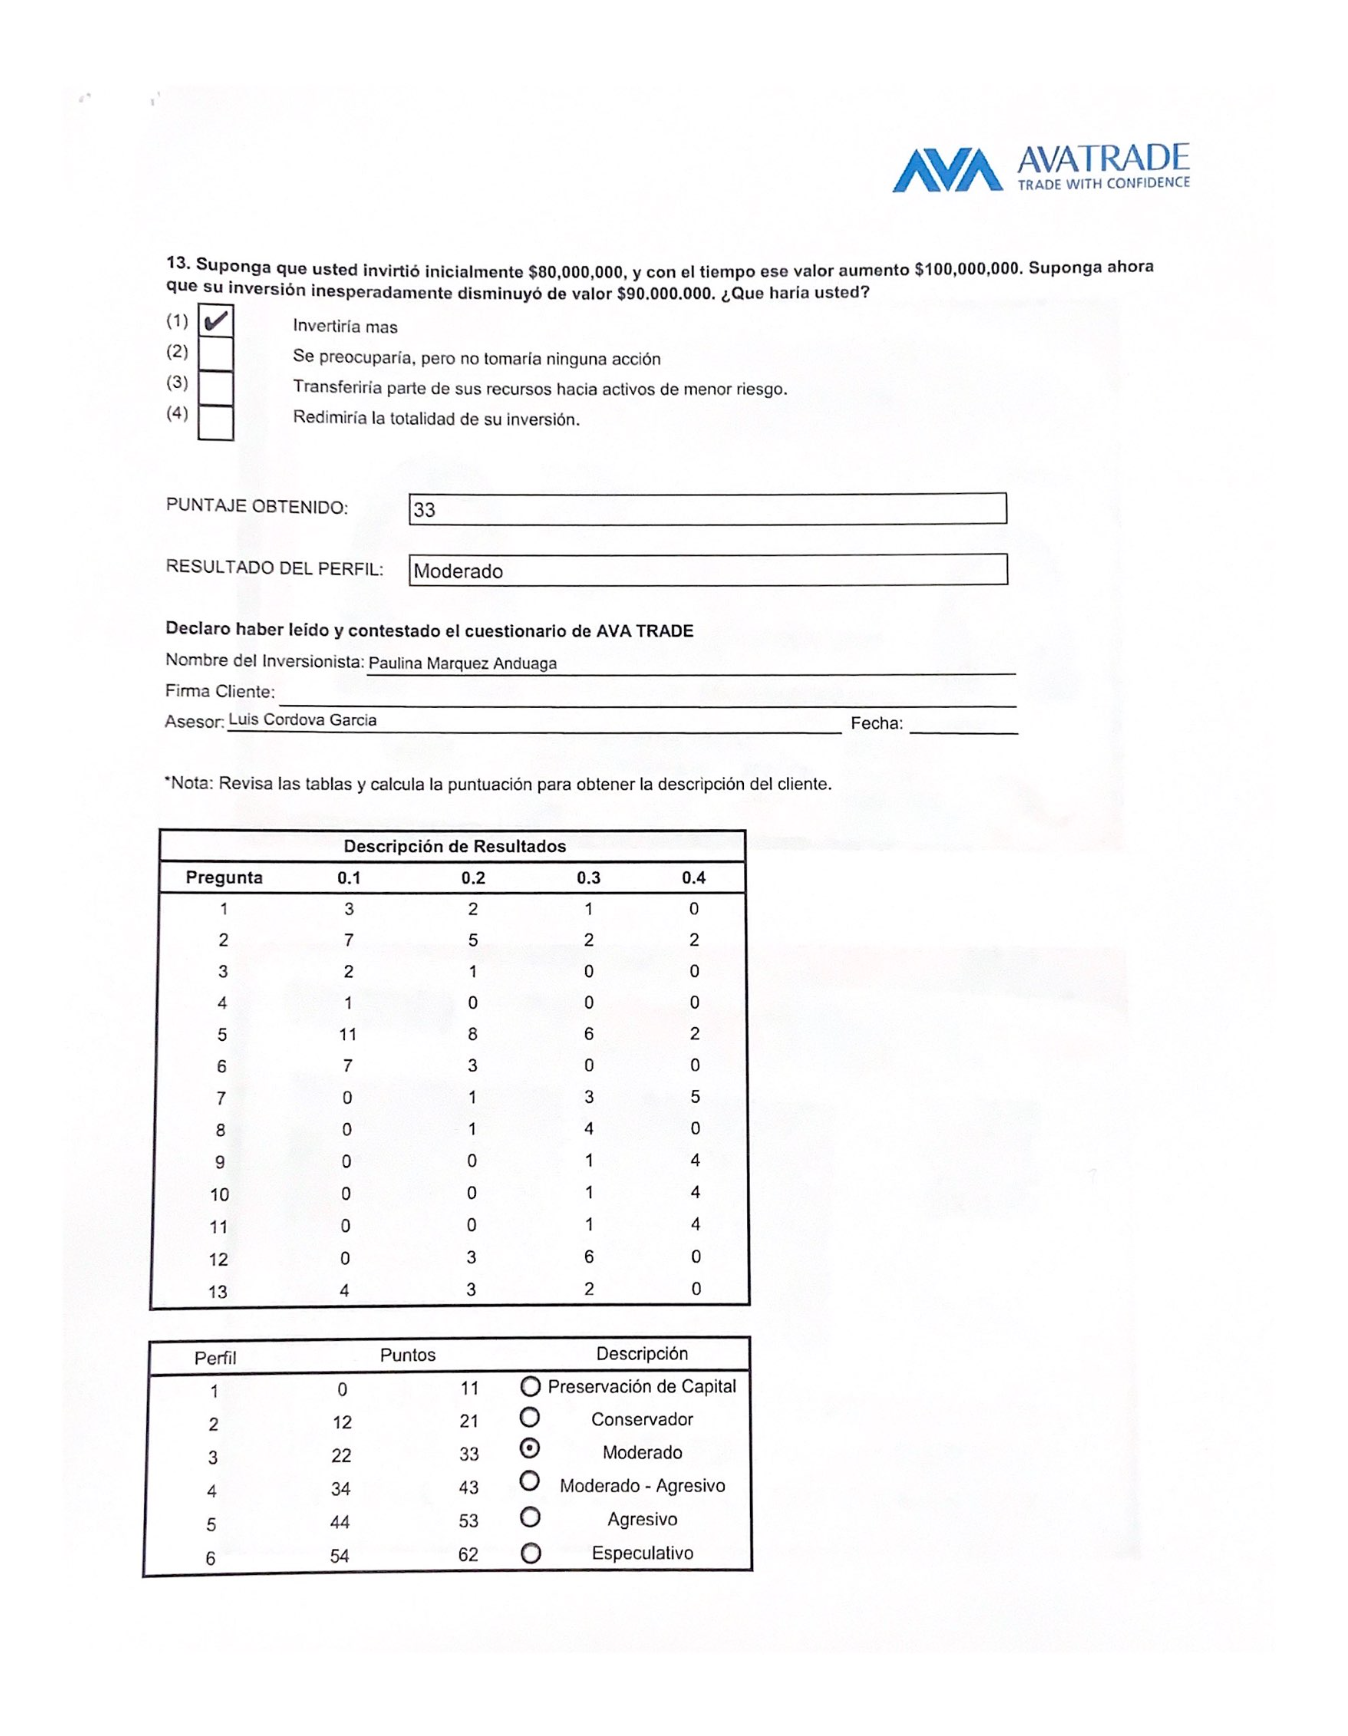 AVA AVATRADE
TRADE WITH CONFIDENCE
13. Suponga que usted invirtió inicialmente $80,000,000, y con el tiempo ese valor aumento $100,000,000. Suponga ahora
que su inversión inesperadamente disminuyó de valor $90.000.000. ¿Que haría usted?
(1) ✔ Invertiría mas
(2) Se preocuparía, pero no tomaría ninguna acción
(3) Transferiría parte de sus recursos hacia activos de menor riesgo.
(4) Redimiría la totalidad de su inversión.
PUNTAJE OBTENIDO: 33
RESULTADO DEL PERFIL: Moderado
Declaro haber leído y contestado el cuestionario de AVA TRADE
Nombre del Inversionista: Paulina Marquez Anduaga
Firma Cliente:
Asesor: Luis Cordova Garcia Fecha:
*Nota: Revisa las tablas y calcula la puntuación para obtener la descripción del cliente.
Descripción de Resultados
Pregunta 0.1 0.2 0.3 0.4
1 3 2 1 0
2 7 5 2 2
3 2 1 0 0
4 1 0 0 0
5 11 8 6 2
6 7 3 0 0
7 0 1 3 5
8 0 1 4 0
9 0 0 1 4
10 0 0 1 4
11 0 0 1 4
12 0 3 6 0
13 4 3 2 0
Perfil Puntos Descripción
1 0 11 Preservación de Capital
2 12 21 Conservador
3 22 33 Moderado
4 34 43 Moderado - Agresivo
5 44 53 Agresivo
6 54 62 Especulativo